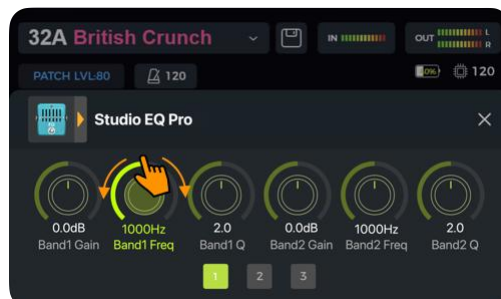 32A British Crunch
IN
OUT
L
R
PATCH LVL:80
120
0%
120
Studio EQ Pro
0.0dB
1000Hz
2.0
0.0dB
1000Hz
2.0
Band1 Gain
Band1 Freq
Band1 Q
Band2 Gain
Band2 Freq
Band2 Q
1
2
3